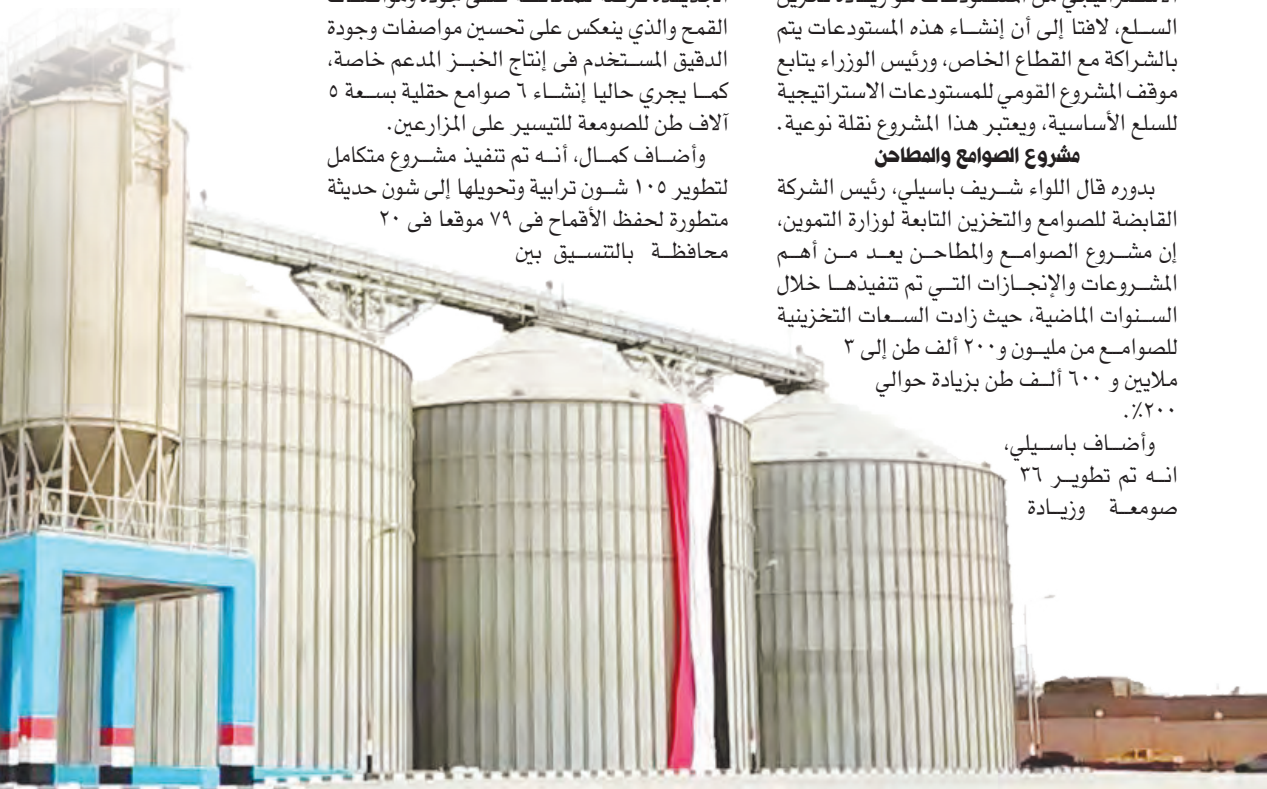 الاستراتيجي من المستودعات هو زيادة تخزين
السلع، لافتا إلى أن إنشاء هذه المستودعات يتم
بالشراكة مع القطاع الخاص، ورئيس الوزراء يتابع
موقف المشروع القومي للمستودعات الاستراتيجية
للسلع الأساسية، ويعتبر هذا المشروع نقلة نوعية.
مشروع الصوامع والمطاحن
بدوره قال اللواء شريف باسيلي، رئيس الشركة
القابضة للصوامع والتخزين التابعة لوزارة التموين،
إن مشروع الصوامع والمطاحن يعد من أهم
المشروعات والإنجازات التي تم تنفيذها خلال
السنوات الماضية، حيث زادت السعات التخزينية
للصوامع من مليون و٢٠٠ ألف طن إلى ٣
ملايين و ٦٠٠ ألف طن بزيادة حوالي
٢٠٠٪.
وأضاف باسيلي،
انه تم تطوير ٣٦
صومعة وزيادة
القمح والذي ينعكس على تحسين مواصفات وجودة
الدقيق المستخدم فى إنتاج الخبز المدعم خاصة،
كما يجري حاليا إنشاء ٦ صوامع حقلية بسعة ٥
آلاف طن للصومعة للتيسير على المزارعين.
وأضاف كمال، أنه تم تنفيذ مشروع متكامل
لتطوير ١٠٥ شون ترابية وتحويلها إلى شون حديثة
متطورة لحفظ الأقماح فى ٧٩ موقعا فى ٢٠
محافظة بالتنسيق بين